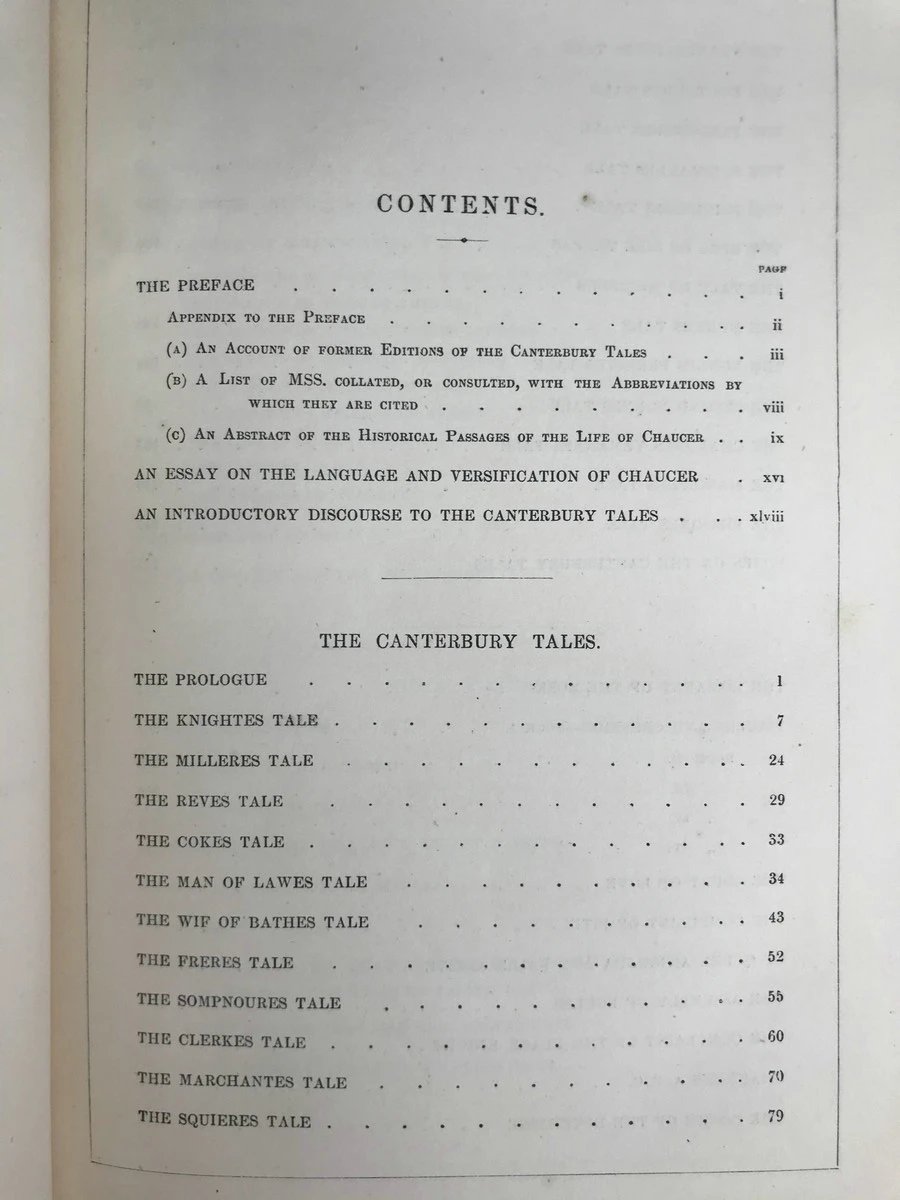 CONTENTS.
PAGE
THE PREFACE . . . . . . . . . . . . . i
APPENDIX TO THE PREFACE . . . . . . . . . . ii
(A) AN ACCOUNT OF FORMER EDITIONS OF THE CANTERBURY TALES . . . iii
(B) A LIST OF MSS. COLLATED, OR CONSULTED, WITH THE ABBREVIATIONS BY
WHICH THEY ARE CITED . . . . . . . . . viii
(C) AN ABSTRACT OF THE HISTORICAL PASSAGES OF THE LIFE OF CHAUCER . . ix
AN ESSAY ON THE LANGUAGE AND VERSIFICATION OF CHAUCER . xvi
AN INTRODUCTORY DISCOURSE TO THE CANTERBURY TALES . . . xlviii
THE CANTERBURY TALES.
THE PROLOGUE . . . . . . . . . . . . 1
THE KNIGHTES TALE . . . . . . . . . . . . 7
THE MILLERES TALE . . . . . . . . . . . 24
THE REVES TALE . . . . . . . . . . . . 29
THE COKES TALE . . . . . . . . . . . . 33
THE MAN OF LAWES TALE . . . . . . . . . . 34
THE WIF OF BATHES TALE . . . . . . . . . . 43
THE FRERES TALE . . . . . . . . . . . . 52
THE SOMPNOURES TALE . . . . . . . . . . . 55
THE CLERKES TALE . . . . . . . . . . . . 60
THE MARCHANTES TALE . . . . . . . . . . . 70
THE SQUIERES TALE . . . . . . . . . . . . 79